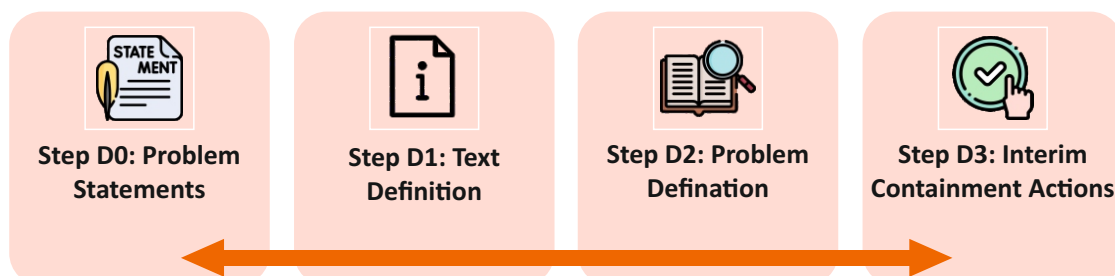 STATE
MENT
Step D0: Problem
Statements
i
Step D1: Text
Definition
Step D2: Problem
Defination
Step D3: Interim
Containment Actions